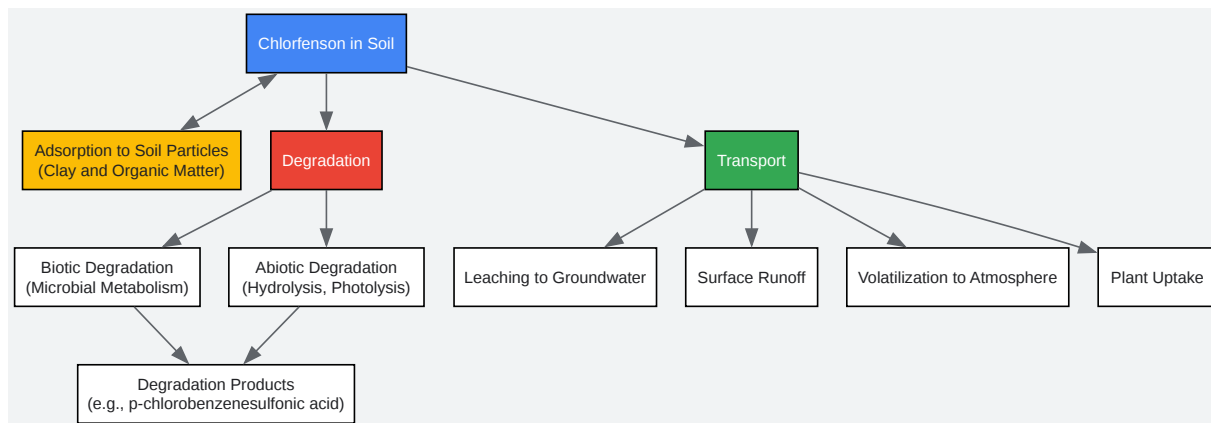 Chlorfenson in Soil
Adsorption to Soil Particles
(Clay and Organic Matter)
Degradation
Transport
Biotic Degradation
(Microbial Metabolism)
Abiotic Degradation
(Hydrolysis, Photolysis)
Leaching to Groundwater
Surface Runoff
Volatilization to Atmosphere
Plant Uptake
Degradation Products
(e.g., p-chlorobenzenesulfonic acid)